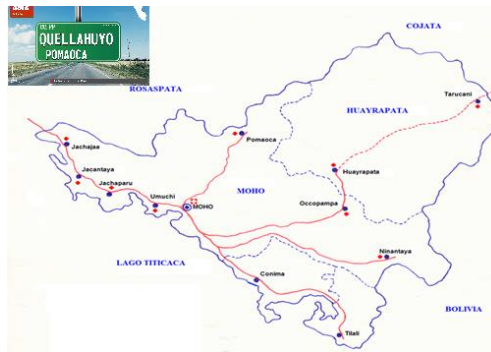 QUELLAHUYO
POMAOCA
COJATA
ROSASPATA
Tarucani
HUAYRAPATA
Pomaoca
Jachajaa
Huayrapata
Jacantaya
Jachaparu
Umuchi
MOHO
MOHO
Occopampa
Ninantaya
LAGO TITICACA
Conima
BOLIVIA
Tilali